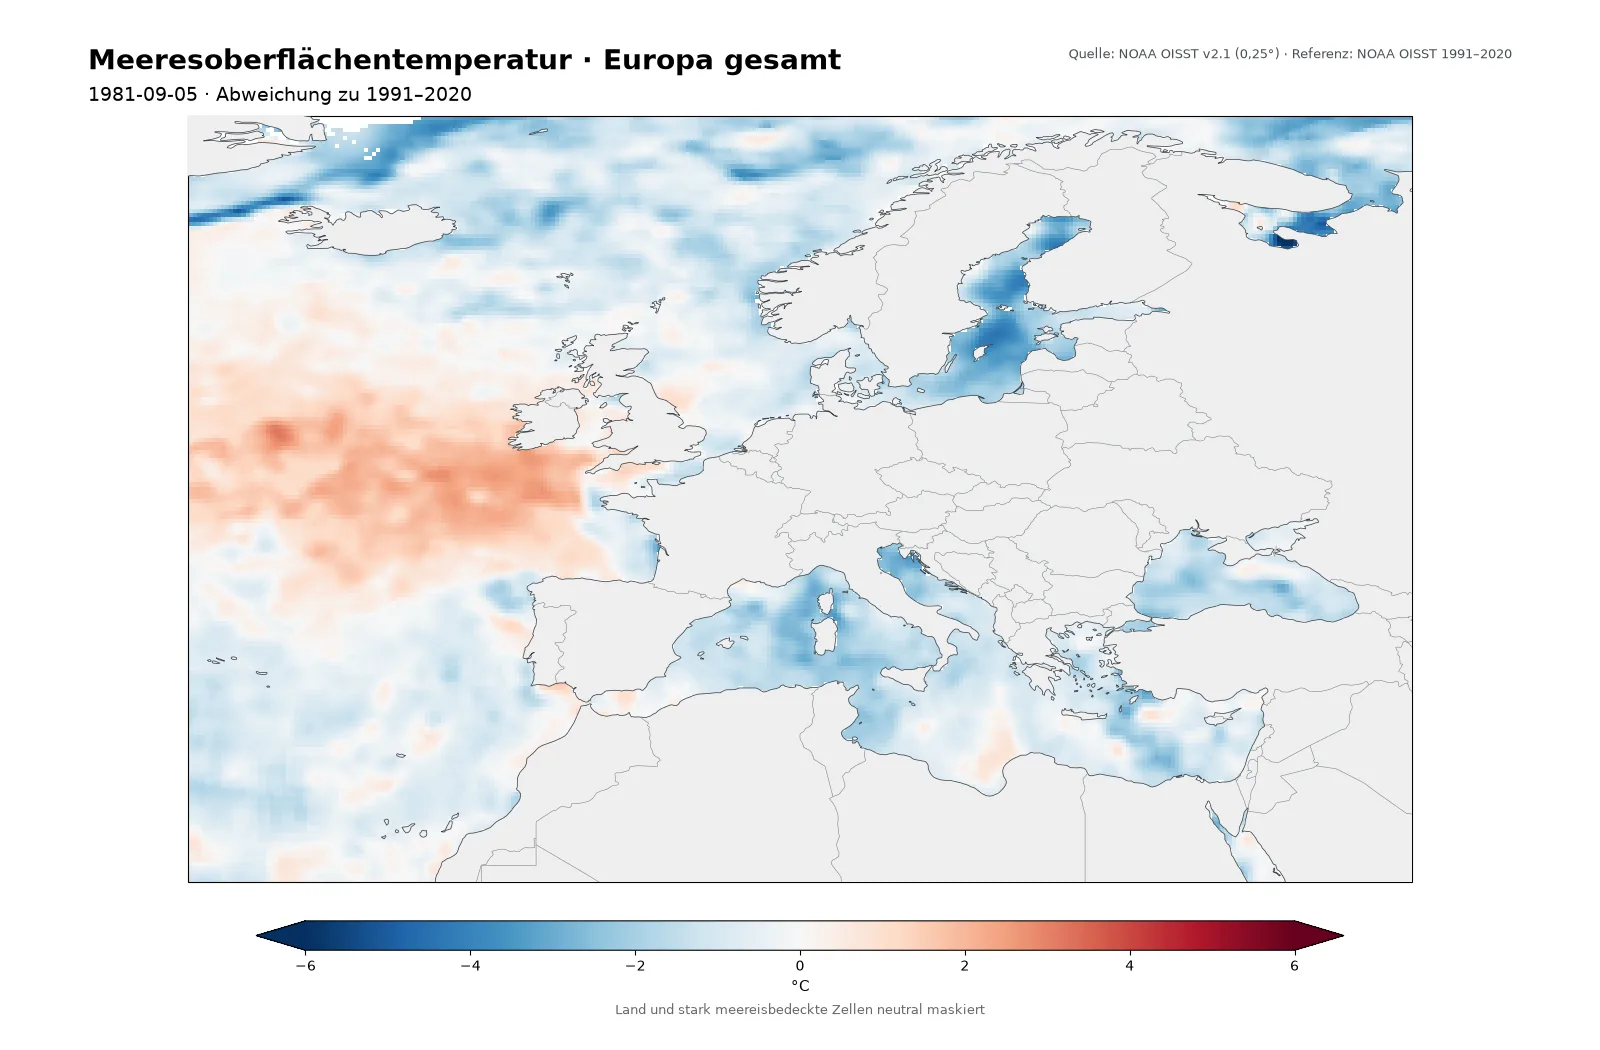 Meeresoberflächentemperatur · Europa gesamt
Quelle: NOAA OISST v2.1 (0,25°) · Referenz: NOAA OISST 1991–2020
1981-09-05 · Abweichung zu 1991–2020
−6 −4 −2 0 2 4 6
°C
Land und stark meereisbedeckte Zellen neutral maskiert